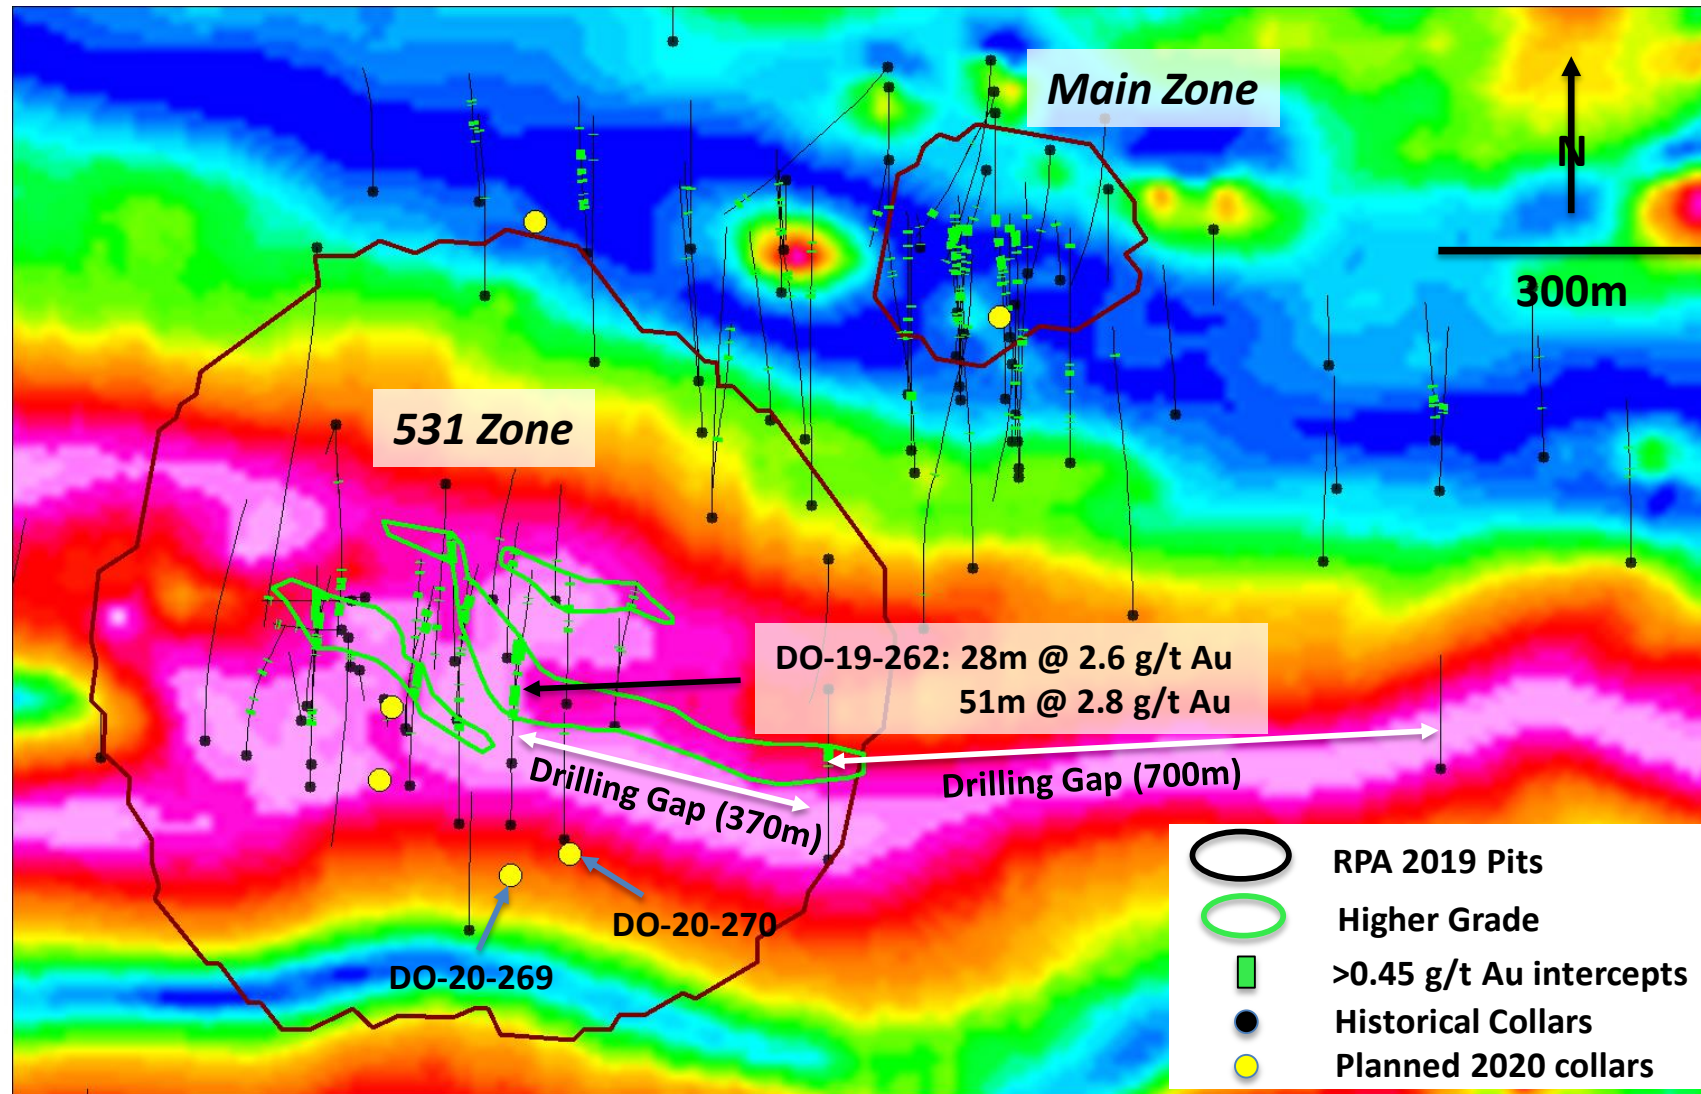 Main Zone
N
300m
531 Zone
DO-19-262: 28m @ 2.6 g/t Au
51m @ 2.8 g/t Au
Drilling Gap (370m)
Drilling Gap (700m)
DO-20-270
DO-20-269
RPA 2019 Pits
Higher Grade
>0.45 g/t Au intercepts
Historical Collars
Planned 2020 collars